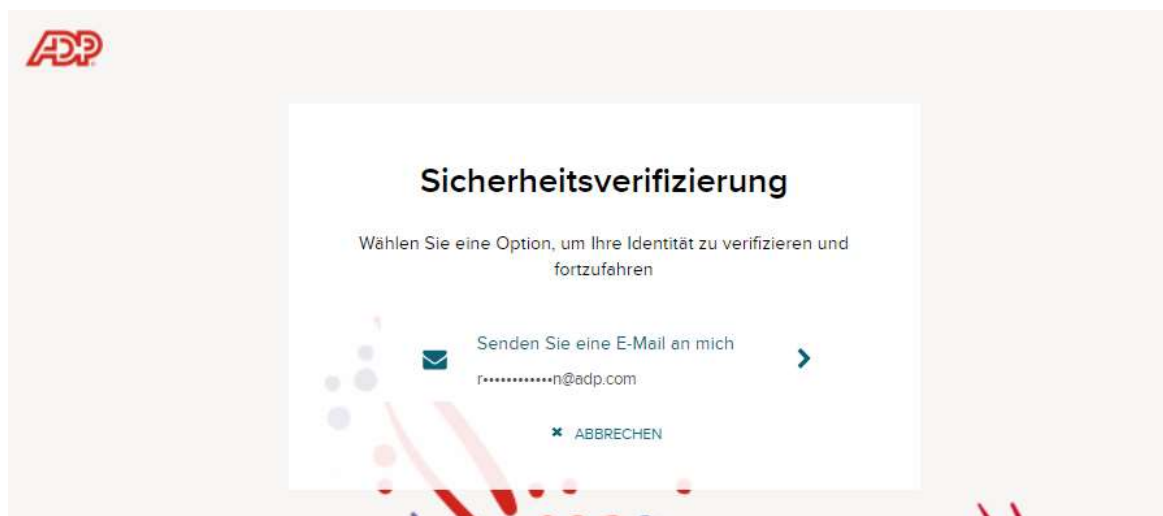 ADP
Sicherheitsverifizierung
Wählen Sie eine Option, um Ihre Identität zu verifizieren und
fortzufahren
Senden Sie eine E-Mail an mich
r••••••••••••n@adp.com
ABBRECHEN